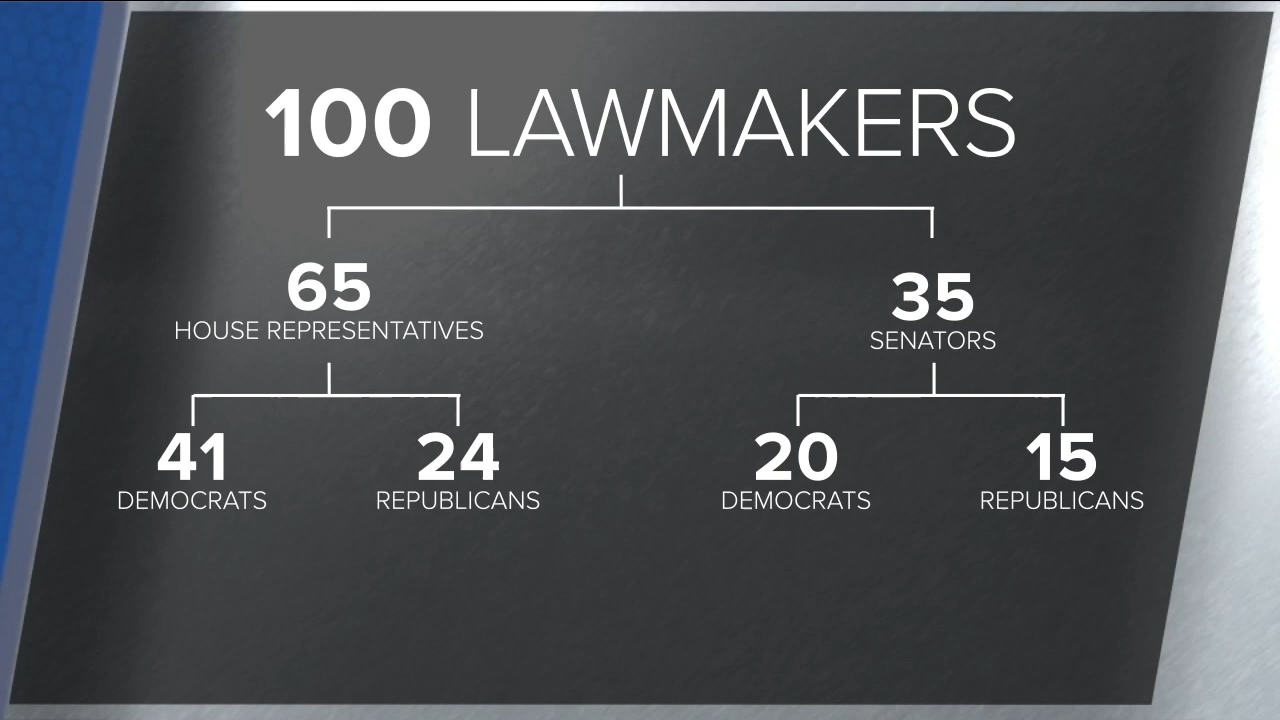 100 LAWMAKERS
65
HOUSE REPRESENTATIVES
35
SENATORS
41
DEMOCRATS
24
REPUBLICANS
20
DEMOCRATS
15
REPUBLICANS